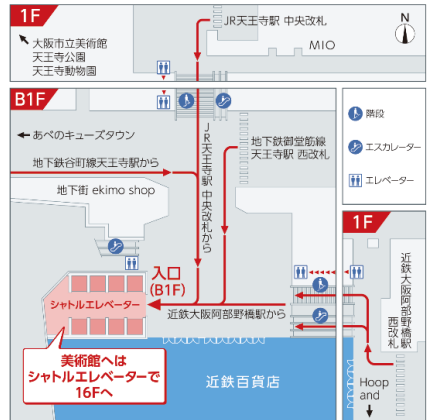 1F
JR天王寺駅 中央改札
N
大阪市立美術館
天王寺公園
天王寺動物園
MIO
B1F
あべのキューズタウン
地下鉄谷町線天王寺駅から
地下街 ekimo shop
JR天王寺駅 中央改札から
地下鉄御堂筋線
天王寺駅 西改札
階段
エスカレーター
エレベーター
1F
入口
(B1F)
シャトルエレベーター
近鉄大阪阿部野橋駅から
近鉄大阪阿部野橋駅
西改札
美術館へは
シャトルエレベーターで
16Fへ
近鉄百貨店
Hoop
and